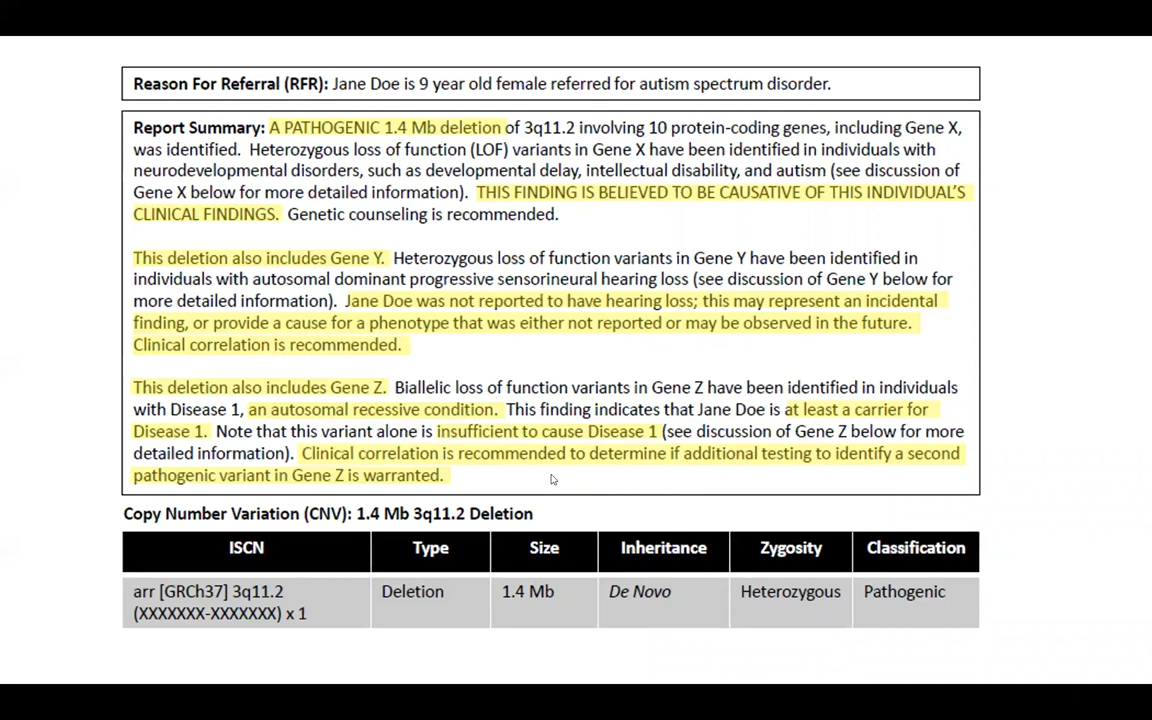 Reason For Referral (RFR): Jane Doe is 9 year old female referred for autism spectrum disorder.
Report Summary: A PATHOGENIC 1.4 Mb deletion of 3q11.2 involving 10 protein-coding genes, including Gene X,
was identified. Heterozygous loss of function (LOF) variants in Gene X have been identified in individuals with
neurodevelopmental disorders, such as developmental delay, intellectual disability, and autism (see discussion of
Gene X below for more detailed information). THIS FINDING IS BELIEVED TO BE CAUSATIVE OF THIS INDIVIDUAL'S
CLINICAL FINDINGS. Genetic counseling is recommended.
This deletion also includes Gene Y. Heterozygous loss of function variants in Gene Y have been identified in
individuals with autosomal dominant progressive sensorineural hearing loss (see discussion of Gene Y below for
more detailed information). Jane Doe was not reported to have hearing loss; this may represent an incidental
finding, or provide a cause for a phenotype that was either not reported or may be observed in the future.
Clinical correlation is recommended.
This deletion also includes Gene Z. Biallelic loss of function variants in Gene Z have been identified in individuals
with Disease 1, an autosomal recessive condition. This finding indicates that Jane Doe is at least a carrier for
Disease 1. Note that this variant alone is insufficient to cause Disease 1 (see discussion of Gene Z below for more
detailed information). Clinical correlation is recommended to determine if additional testing to identify a second
pathogenic variant in Gene Z is warranted.
Copy Number Variation (CNV): 1.4 Mb 3q11.2 Deletion
ISCN Type Size Inheritance Zygosity Classification
arr [GRCh37] 3q11.2 Deletion 1.4 Mb De Novo Heterozygous Pathogenic
(XXXXXXX-XXXXXXX) x 1